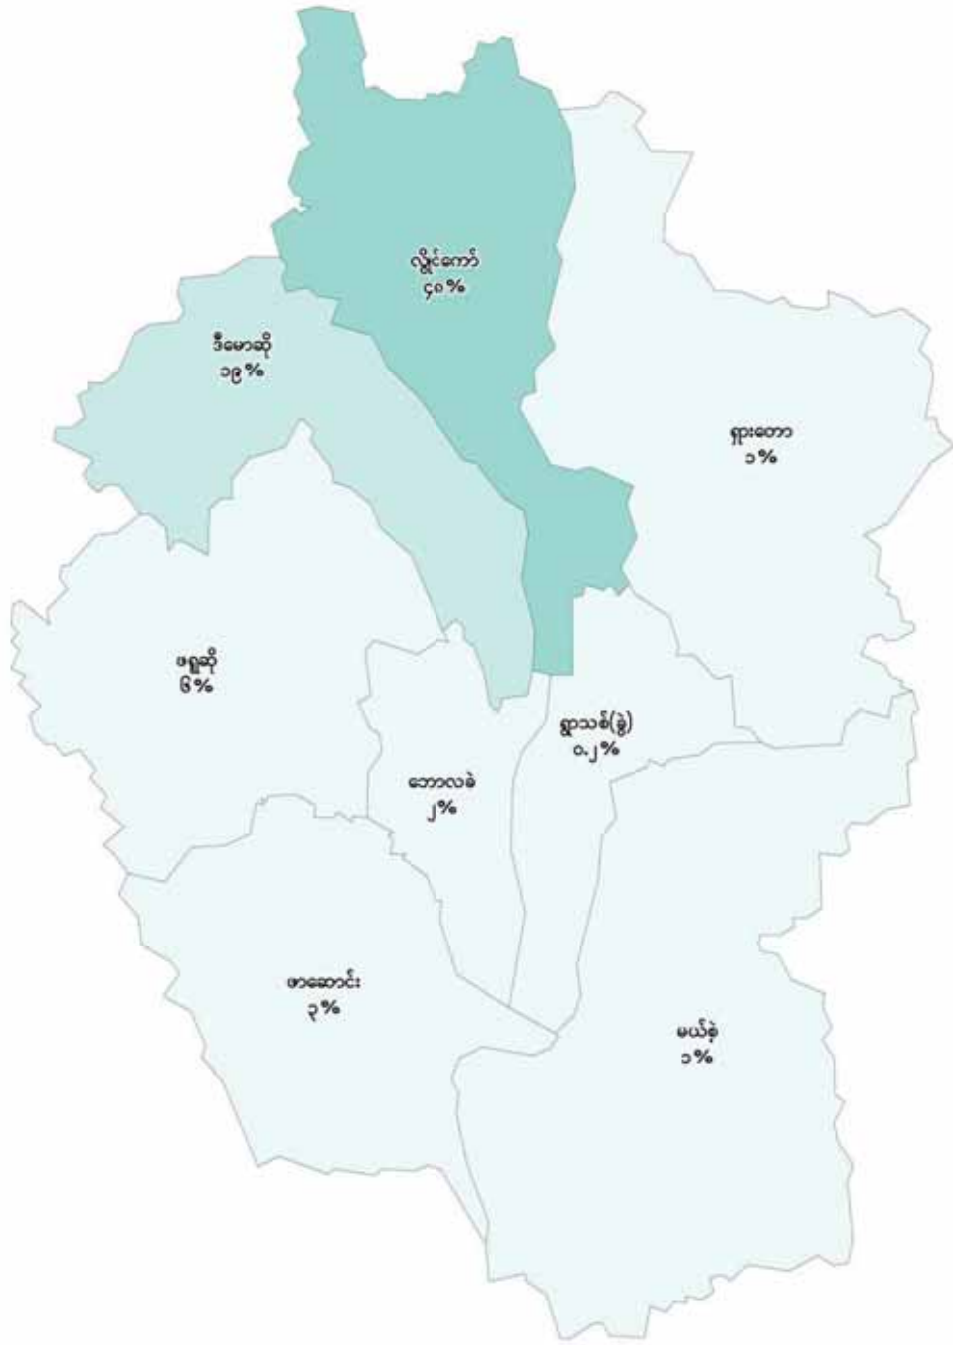 လွိုင်ကော်
၄၈%
ဒီမောဆို
၁၉%
ရှားတော
၁%
ဖရူဆို
၆%
ရွာသစ်(ခွဲ)
၀.၂%
ဘောလခဲ
၂%
ဖာဆောင်း
၃%
မယ်စဲ့
၁%